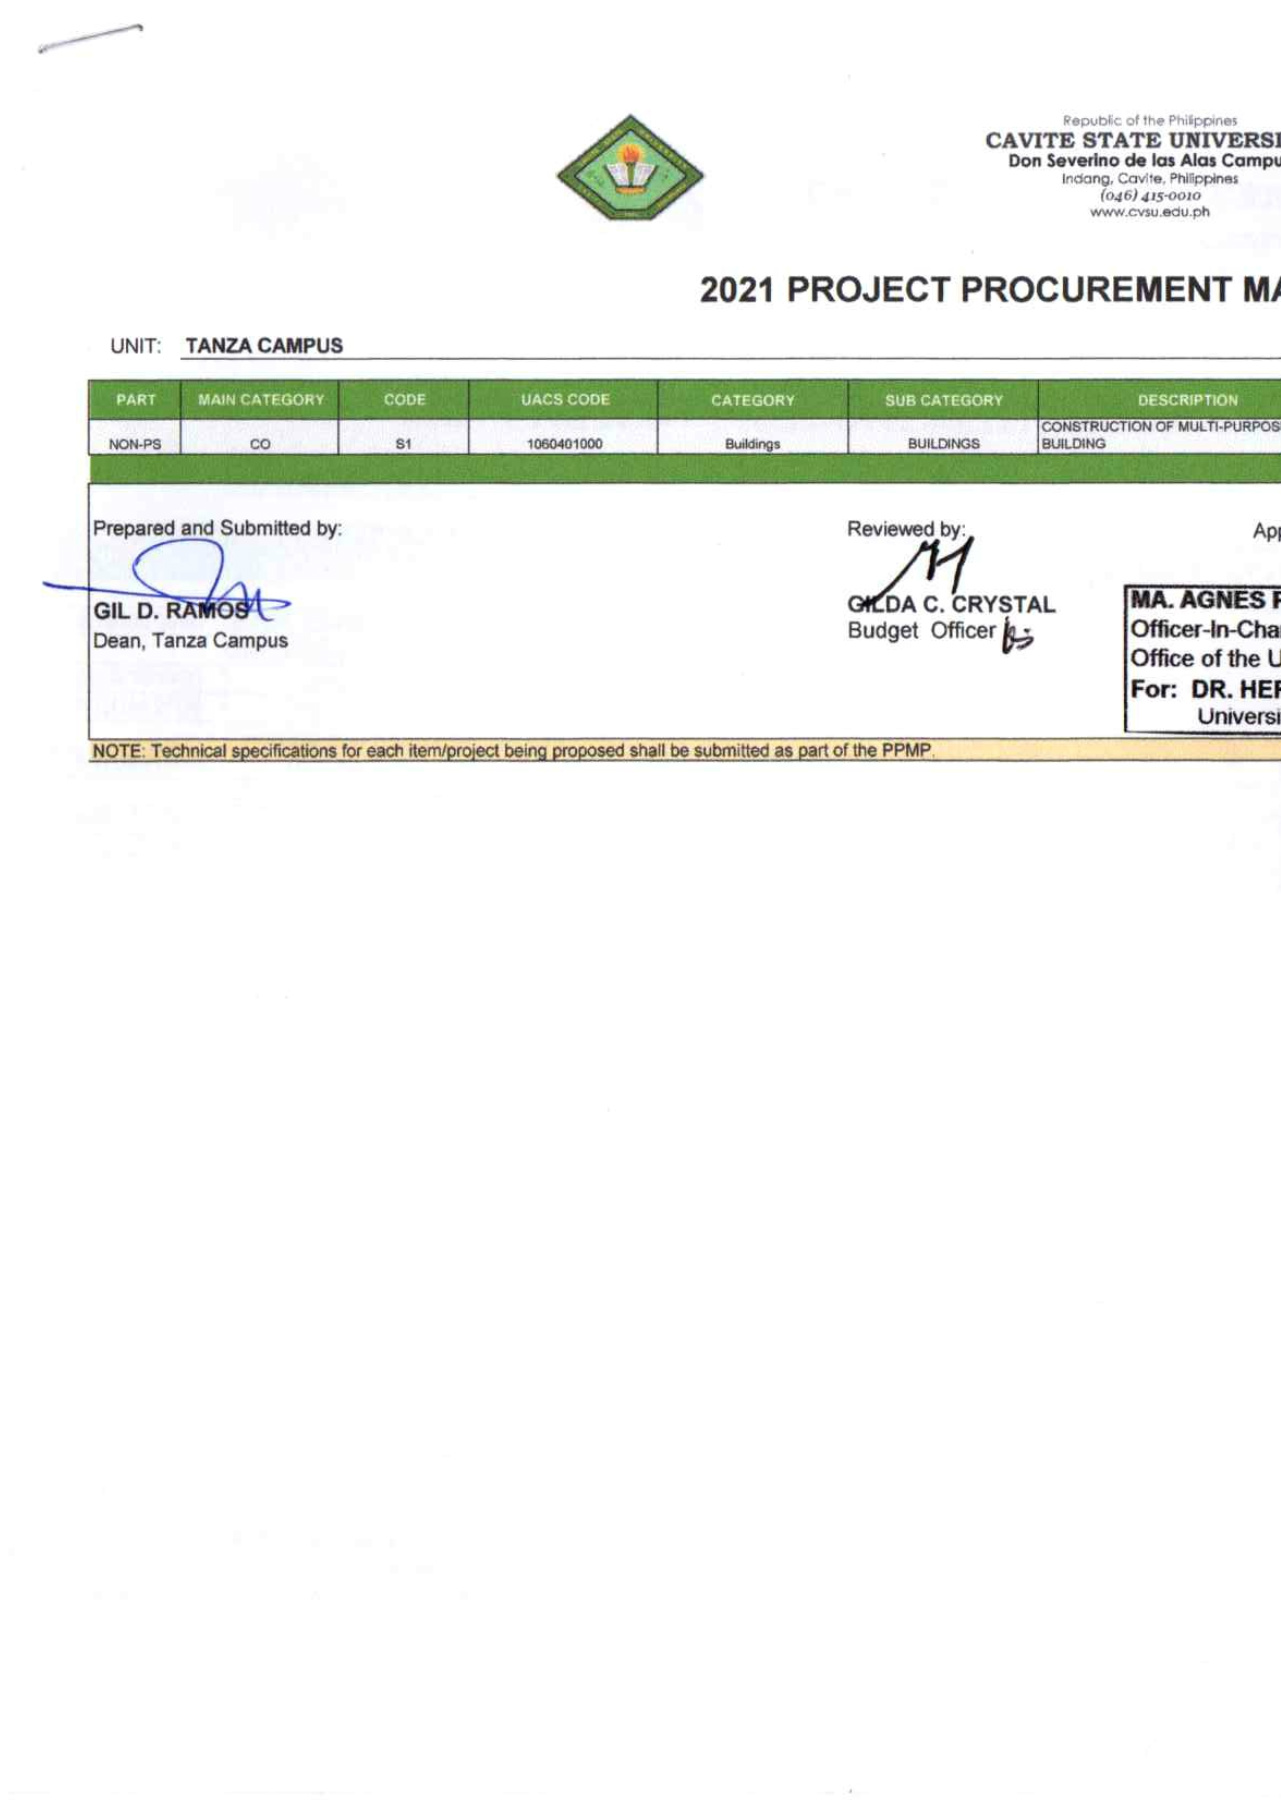 Republic of the Philippines
CAVITE STATE UNIVERSI
Don Severino de las Alas Campu
Indang, Cavite, Philippines
(046) 415-0010
www.cvsu.edu.ph
2021 PROJECT PROCUREMENT MA
UNIT: TANZA CAMPUS
PART MAIN CATEGORY CODE UACS CODE CATEGORY SUB CATEGORY DESCRIPTION
NON-PS CO S1 1060401000 Buildings BUILDINGS CONSTRUCTION OF MULTI-PURPOS
BUILDING
Prepared and Submitted by: Reviewed by: App
GIL D. RAMOS GILDA C. CRYSTAL MA. AGNES
Dean, Tanza Campus Budget Officer Officer-In-Cha
Office of the U
For: DR. HER
Universi
NOTE: Technical specifications for each item/project being proposed shall be submitted as part of the PPMP.